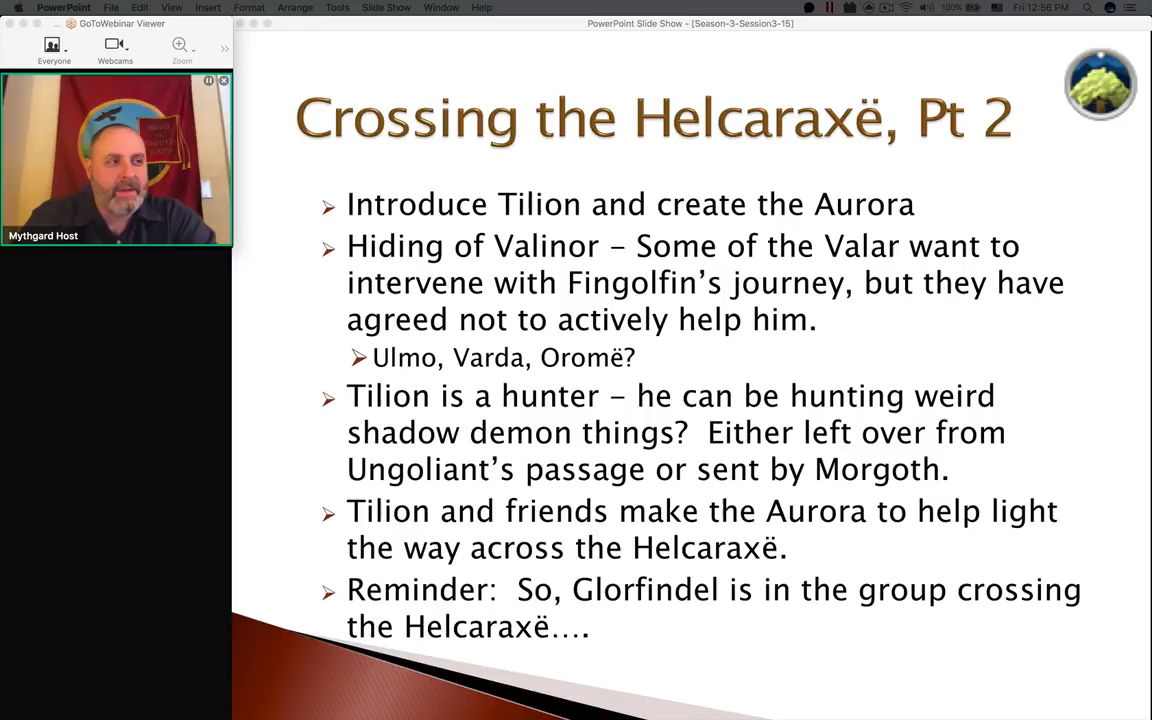 PowerPoint File Edit View Insert Format Arrange Tools Slide Show Window Help 100% Fri 12:56 PM
GoToWebinar Viewer
PowerPoint Slide Show - [Season-3-Session3-15]
Everyone Webcams Zoom
Mythgard Host
Crossing the Helcaraxë, Pt 2
Introduce Tilion and create the Aurora
Hiding of Valinor – Some of the Valar want to
intervene with Fingolfin's journey, but they have
agreed not to actively help him.
Ulmo, Varda, Oromë?
Tilion is a hunter – he can be hunting weird
shadow demon things? Either left over from
Ungoliant's passage or sent by Morgoth.
Tilion and friends make the Aurora to help light
the way across the Helcaraxë.
Reminder: So, Glorfindel is in the group crossing
the Helcaraxë....